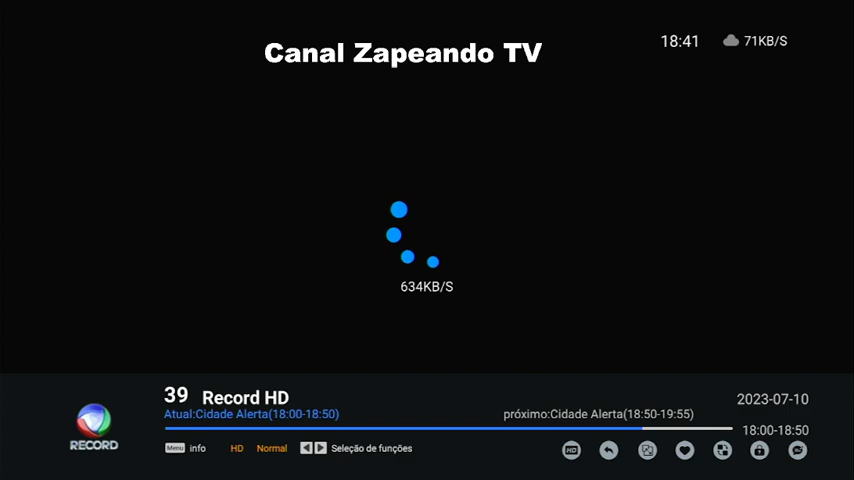 Canal Zapeando TV
18:41
71KB/S
634KB/S
39 Record HD
2023-07-10
Atual:Cidade Alerta(18:00-18:50)
próximo:Cidade Alerta(18:50-19:55)
18:00-18:50
RECORD
Menu info HD Normal Seleção de funções
HD